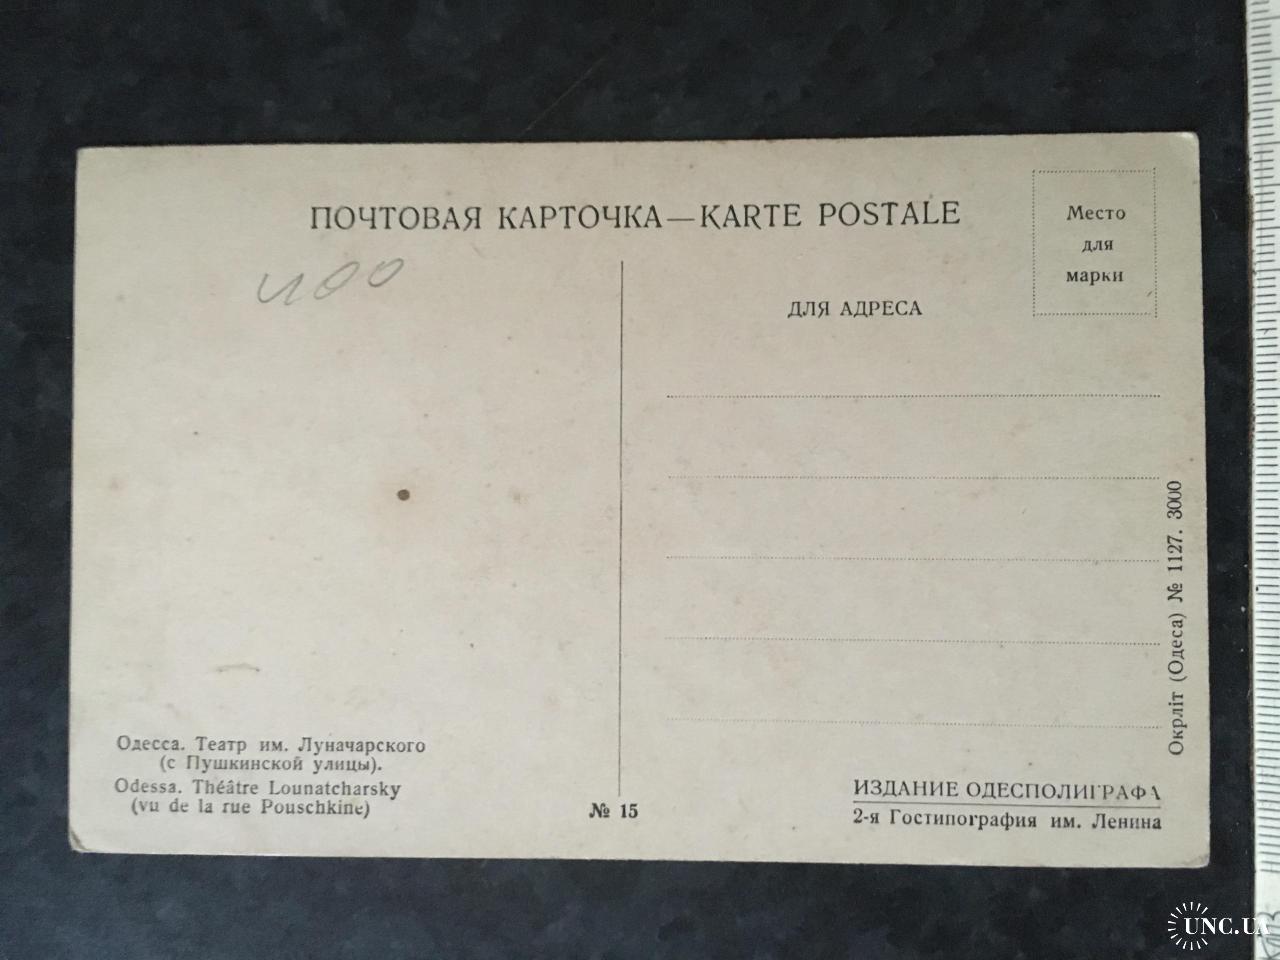 ПОЧТОВАЯ КАРТОЧКА—KARTE POSTALE
Место
для
марки
400
ДЛЯ АДРЕСА
Окрліт (Одеса) № 1127. 3000
Одесса. Театр им. Луначарского
(с Пушкинской улицы).
Odessa. Théâtre Lounatcharsky
(vu de la rue Pouschkine)
№ 15
ИЗДАНИЕ ОДЕСПОЛИГРАФА
2-я Гостипография им. Ленина
UNC.UA